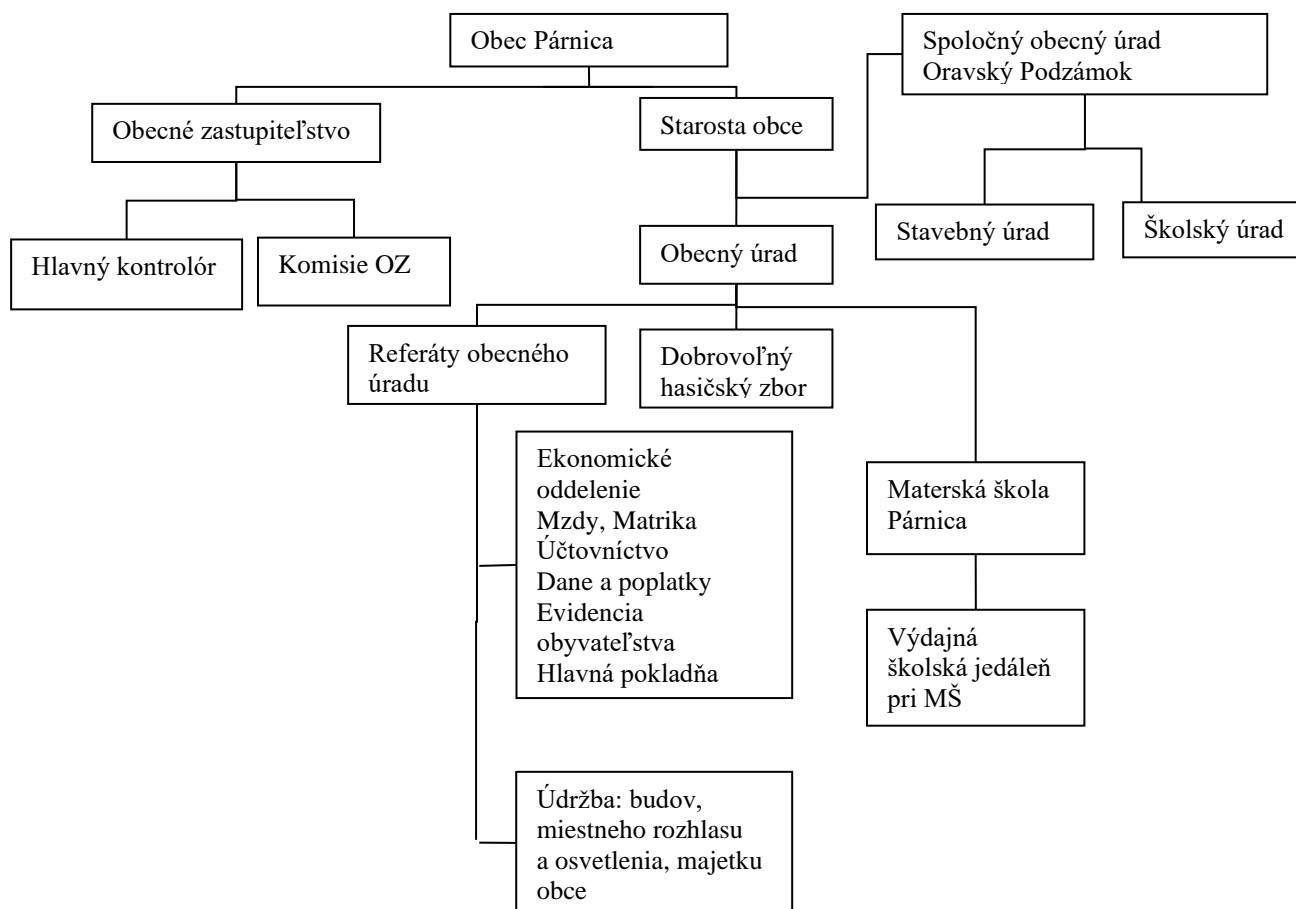 Obec Párnica
Spoločný obecný úrad
Oravský Podzámok
Obecné zastupiteľstvo
Starosta obce
Hlavný kontrolór
Komisie OZ
Obecný úrad
Stavebný úrad
Školský úrad
Referáty obecného
úradu
Dobrovoľný
hasičský zbor
Ekonomické
oddelenie
Mzdy, Matrika
Účtovníctvo
Dane a poplatky
Evidencia
obyvateľstva
Hlavná pokladňa
Materská škola
Párnica
Výdajná
školská jedáleň
pri MŠ
Údržba: budov,
miestneho rozhlasu
a osvetlenia, majetku
obce